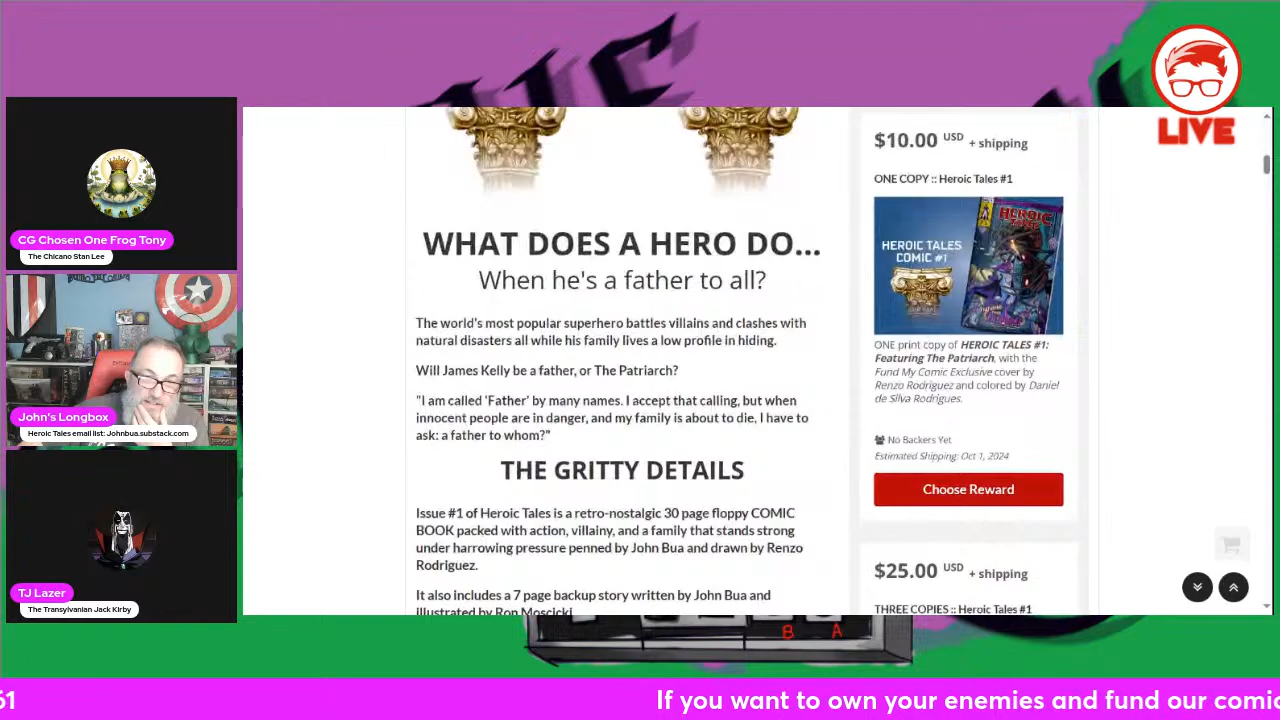 LIVE
CG Chosen One Frog Tony
The Chicano Stan Lee
John's Longbox
Heroic Tales email list: Johnbua.substack.com
TJ Lazer
The Transylvanian Jack Kirby
WHAT DOES A HERO DO...
When he's a father to all?
The world's most popular superhero battles villains and clashes with
natural disasters all while his family lives a low profile in hiding.
Will James Kelly be a father, or The Patriarch?
"I am called 'Father' by many names. I accept that calling, but when
innocent people are in danger, and my family is about to die, I have to
ask: a father to whom?"
THE GRITTY DETAILS
Issue #1 of Heroic Tales is a retro-nostalgic 30 page floppy COMIC
BOOK packed with action, villainy, and a family that stands strong
under harrowing pressure penned by John Bua and drawn by Renzo
Rodriguez.
It also includes a 7 page backup story written by John Bua and
illustrated by Ron Moscicki
$10.00 USD + shipping
ONE COPY :: Heroic Tales #1
HEROIC TALES
COMIC #1
HEROIC
ONE print copy of HEROIC TALES #1:
Featuring The Patriarch, with the
Fund My Comic Exclusive cover by
Renzo Rodriguez and colored by Daniel
de Silva Rodrigues.
No Backers Yet
Estimated Shipping: Oct 1, 2024
Choose Reward
$25.00 USD + shipping
THREE COPIES :: Heroic Tales #1
B A
61
If you want to own your enemies and fund our comic